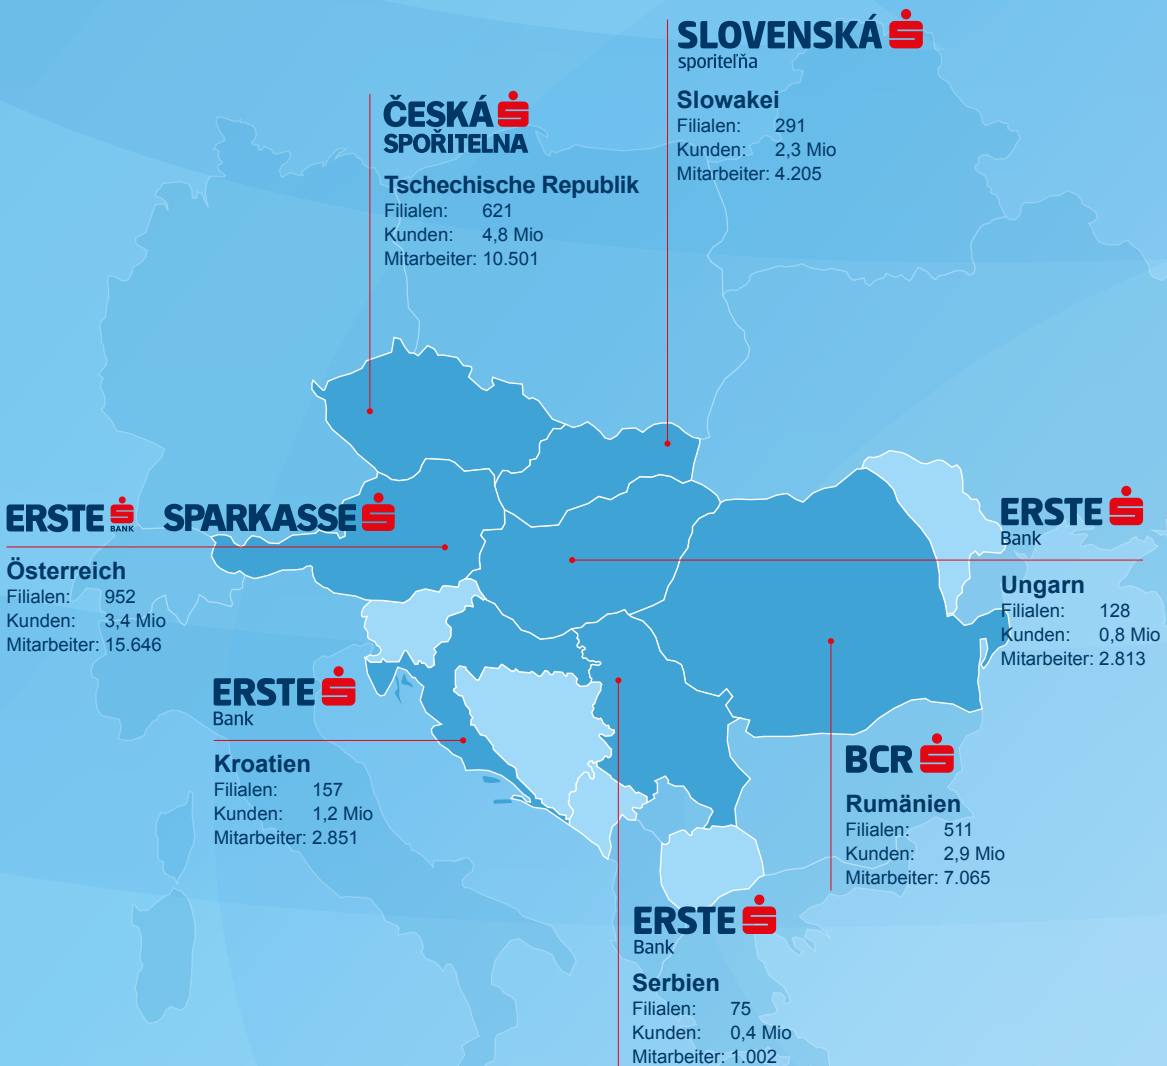 SLOVENSKÁ
sporiteľňa
Slowakei
Filialen: 291
Kunden: 2,3 Mio
Mitarbeiter: 4.205
ČESKÁ
SPOŘITELNA
Tschechische Republik
Filialen: 621
Kunden: 4,8 Mio
Mitarbeiter: 10.501
ERSTE BANK SPARKASSE
Österreich
Filialen: 952
Kunden: 3,4 Mio
Mitarbeiter: 15.646
ERSTE
Bank
Ungarn
Filialen: 128
Kunden: 0,8 Mio
Mitarbeiter: 2.813
ERSTE
Bank
Kroatien
Filialen: 157
Kunden: 1,2 Mio
Mitarbeiter: 2.851
BCR
Rumänien
Filialen: 511
Kunden: 2,9 Mio
Mitarbeiter: 7.065
ERSTE
Bank
Serbien
Filialen: 75
Kunden: 0,4 Mio
Mitarbeiter: 1.002